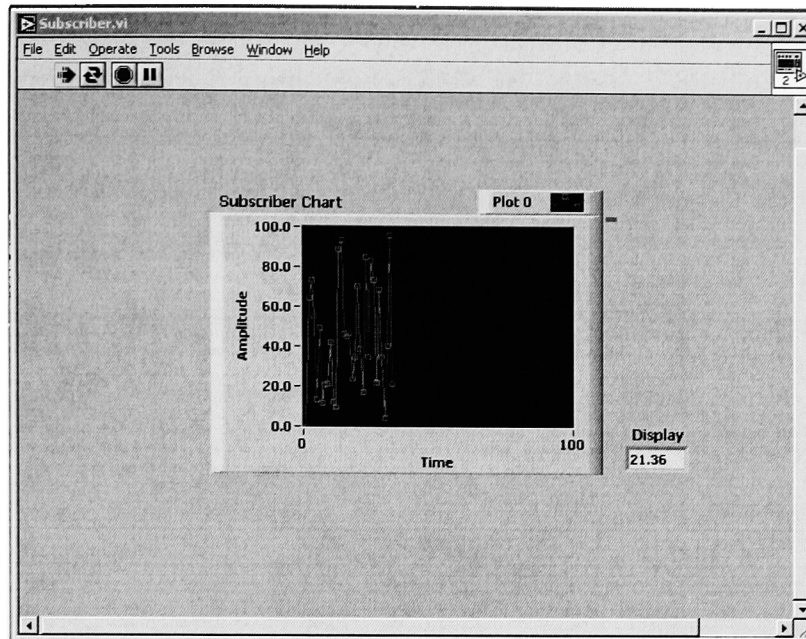 Subscriber.vi
File Edit Operate Tools Browse Window Help
2
Subscriber Chart
Plot 0
100.0
80.0
60.0
40.0
20.0
0.0
Amplitude
0
100
Time
Display
21.36